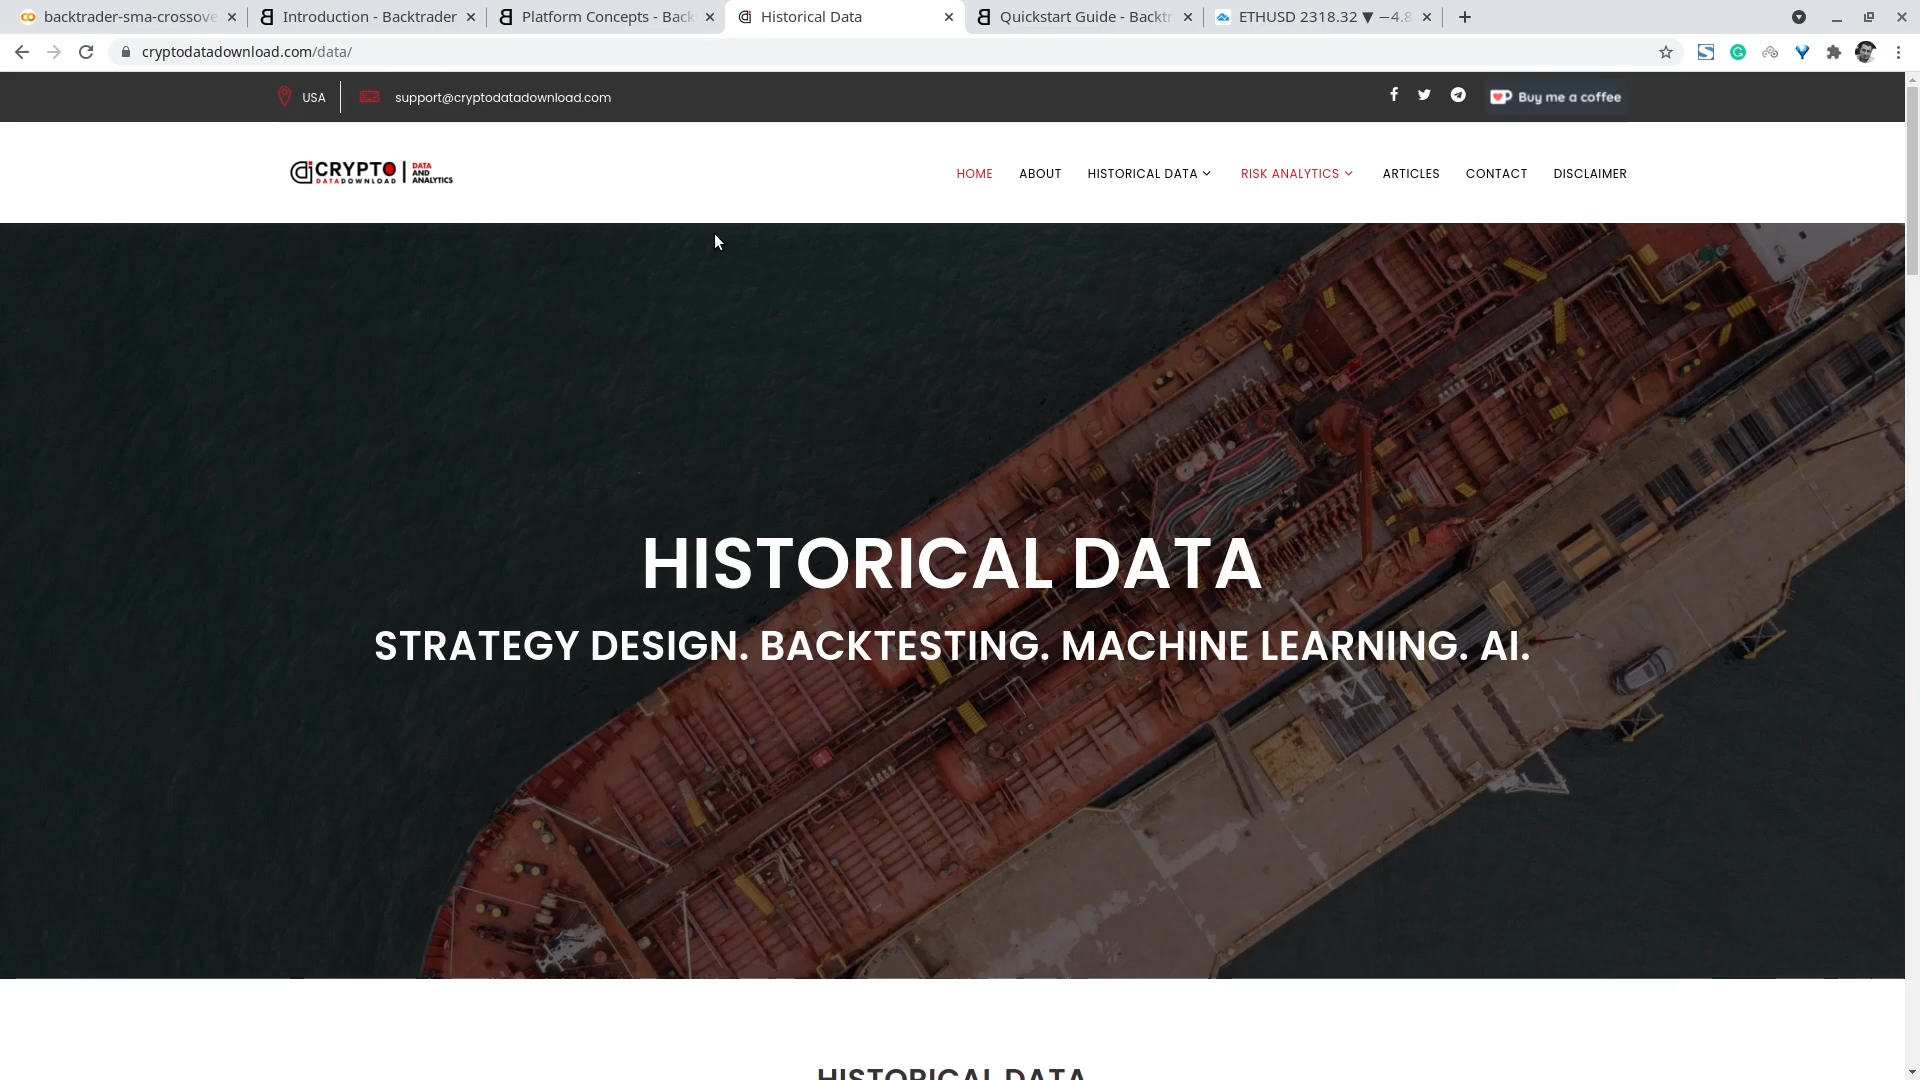 backtrader-sma-crossove
Introduction - Backtrader
Platform Concepts - Back
Historical Data
Quickstart Guide - Backtr
ETHUSD 2318.32 ▼ −4.8
cryptodatadownload.com/data/
USA
support@cryptodatadownload.com
Buy me a coffee
CRYPTO
DATADOWNLOAD
DATA
AND
ANALYTICS
HOME
ABOUT
HISTORICAL DATA
RISK ANALYTICS
ARTICLES
CONTACT
DISCLAIMER
HISTORICAL DATA
STRATEGY DESIGN. BACKTESTING. MACHINE LEARNING. AI.
HISTORICAL DATA